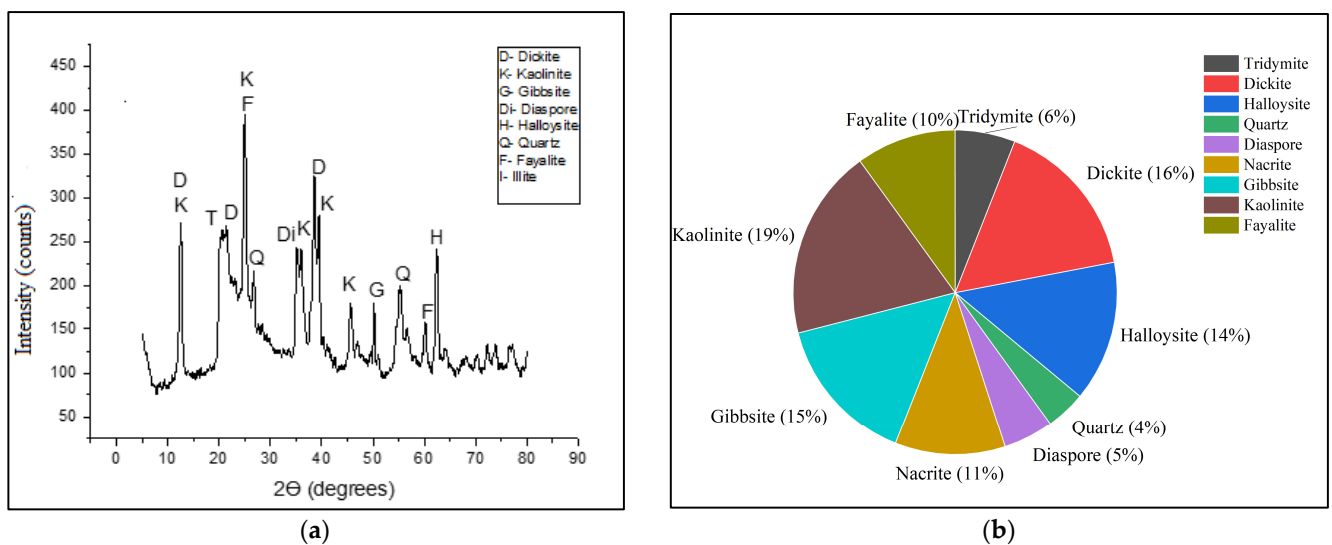 D- Dickite
K- Kaolinite
G- Gibbsite
Di- Diaspore
H- Halloysite
Q- Quartz
F- Fayalite
I- Illite
450
400
350
300
250
200
150
100
50
Intensity (counts)
D
K
T
D
K
F
Q
Di
K
D
K
K
G
Q
F
H
0 10 20 30 40 50 60 70 80 90
2Θ (degrees)
(a)
Tridymite
Dickite
Halloysite
Quartz
Diaspore
Nacrite
Gibbsite
Kaolinite
Fayalite
Fayalite (10%)
Tridymite (6%)
Dickite (16%)
Kaolinite (19%)
Halloysite (14%)
Gibbsite (15%)
Quartz (4%)
Diaspore (5%)
Nacrite (11%)
(b)